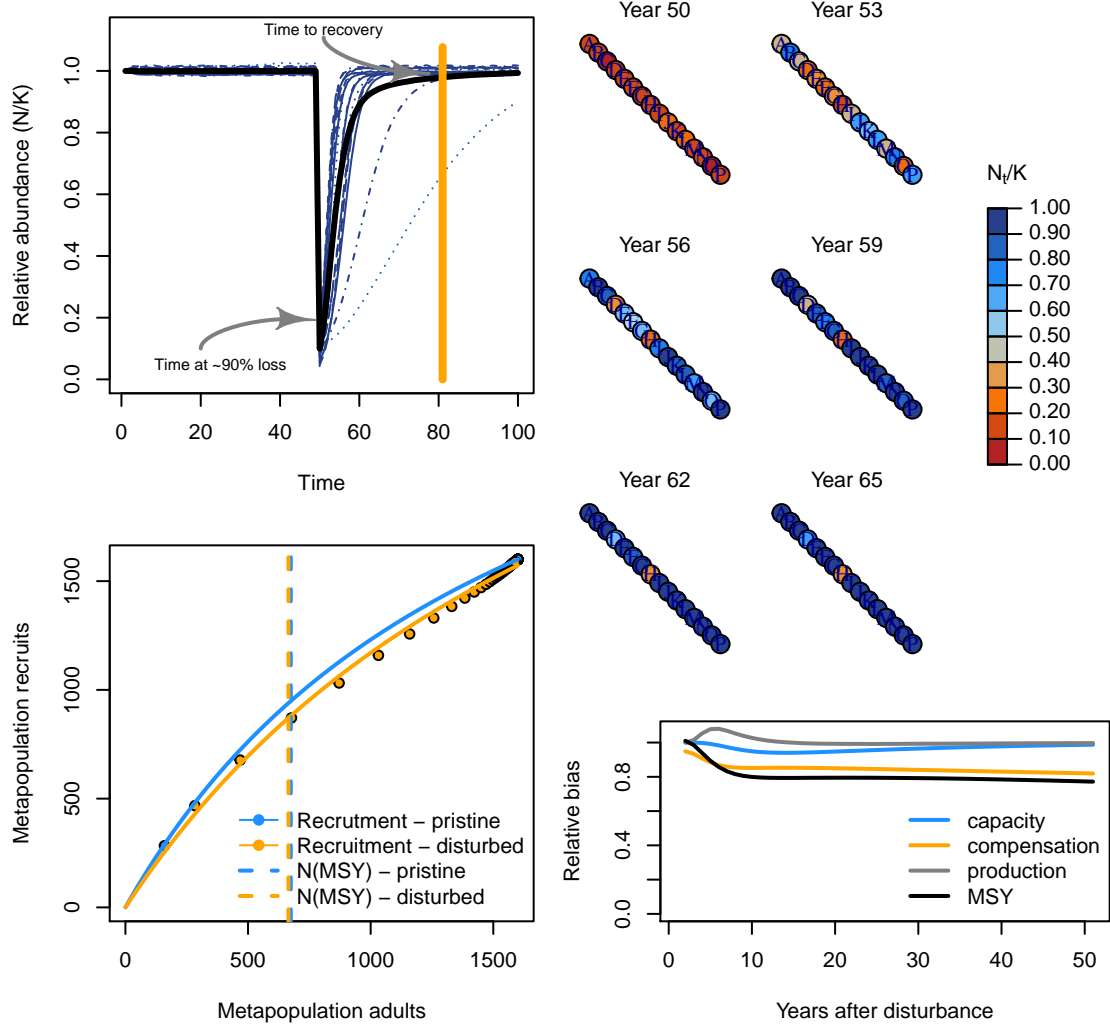 Time to recovery
Relative abundance (N/K)
1.0
0.8
0.6
0.4
0.2
0.0
Time at ~90% loss
0 20 40 60 80 100
Time
Year 50
Year 53
Year 56
Year 59
Year 62
Year 65
Nt/K
1.00
0.90
0.80
0.70
0.60
0.50
0.40
0.30
0.20
0.10
0.00
Metapopulation recruits
1500
1000
500
0
Recrutment – pristine
Recruitment – disturbed
N(MSY) – pristine
N(MSY) – disturbed
0 500 1000 1500
Metapopulation adults
Relative bias
0.8
0.4
0.0
capacity
compensation
production
MSY
0 10 20 30 40 50
Years after disturbance